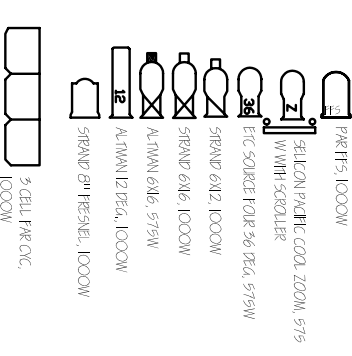 12
36
Z
PFS
3 CELL FAR CYC,
1000W
STRAND 8" FRESNEL, 1000W
ALTMAN 12 DEG, 1000W
ALTMAN 6X16, 575W
STRAND 6X16, 1000W
STRAND 6X12, 1000W
ETC SOURCE FOUR 36 DEG, 575W
SELICON PACIFIC COOL ZOOM, 575
W WITH SCROLLER
PAR FFS, 1000W